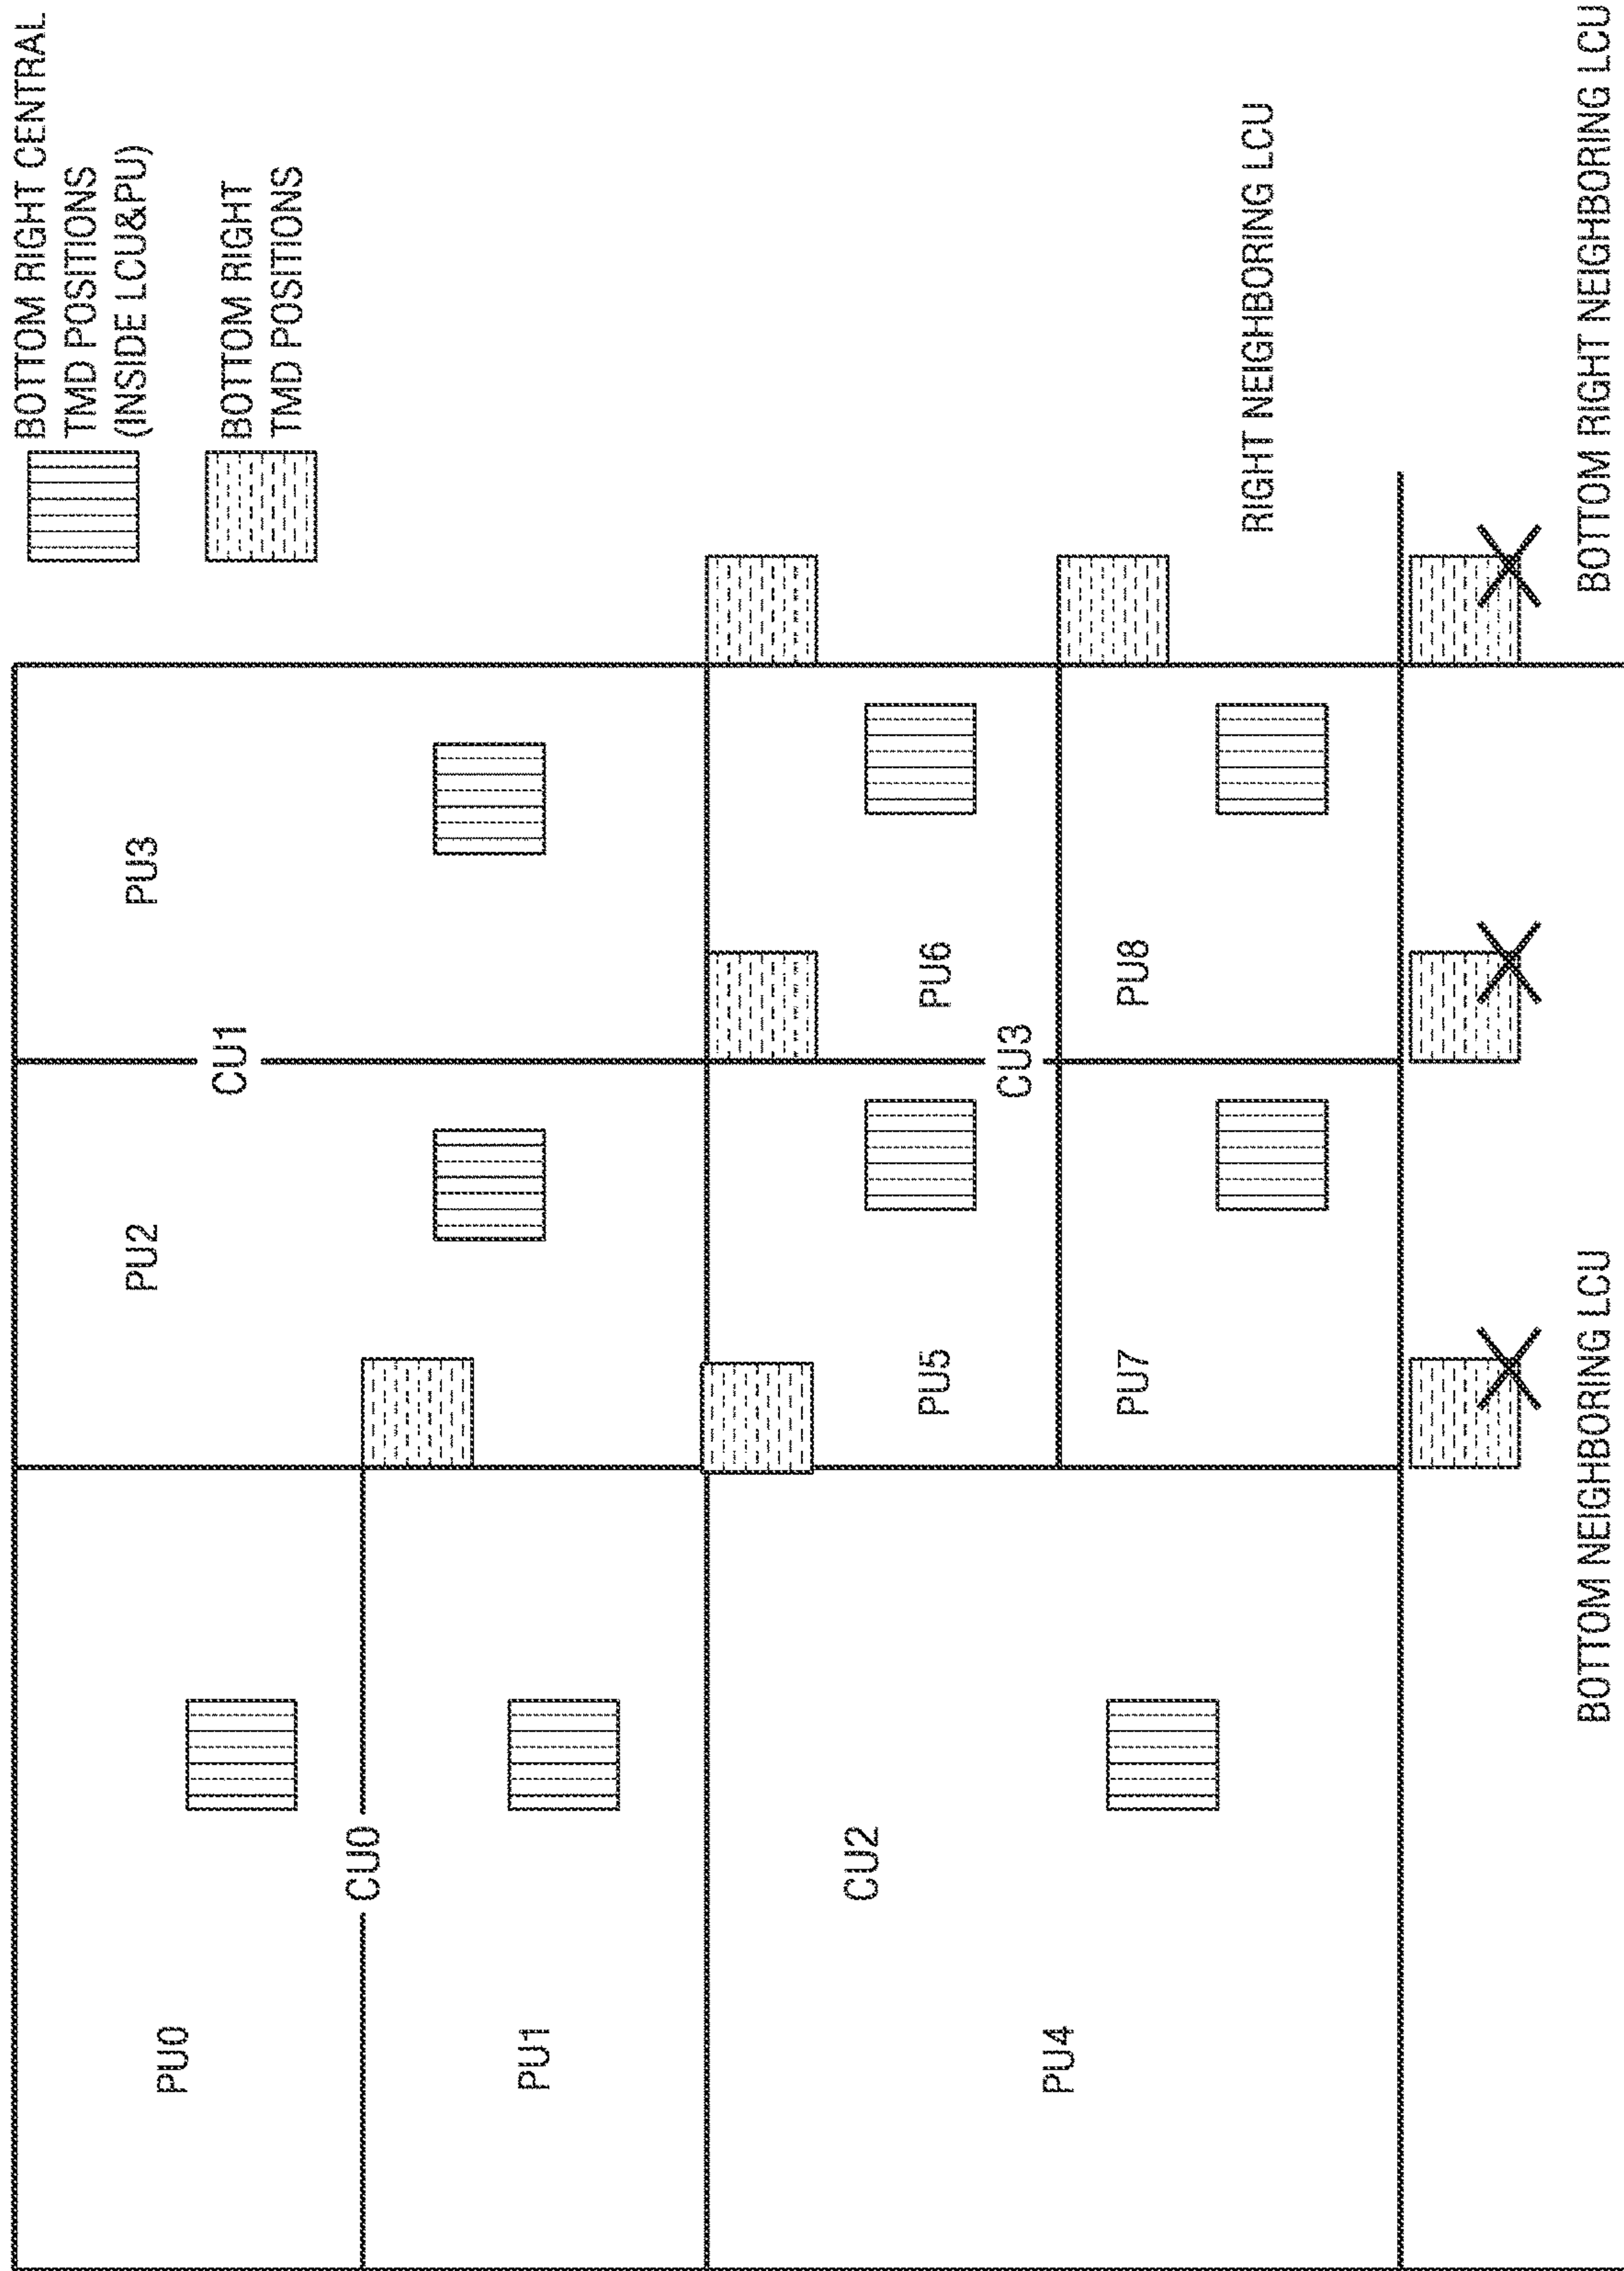 BOTTOM RIGHT CENTRAL
TMD POSITIONS
(INSIDE LCU&PU)
BOTTOM RIGHT
TMD POSITIONS
PU0
PU2
PU3
CU1
CU0
PU1
CU2
PU5
PU6
CU3
PU4
PU7
PU8
RIGHT NEIGHBORING LCU
BOTTOM NEIGHBORING LCU
BOTTOM RIGHT NEIGHBORING LCU